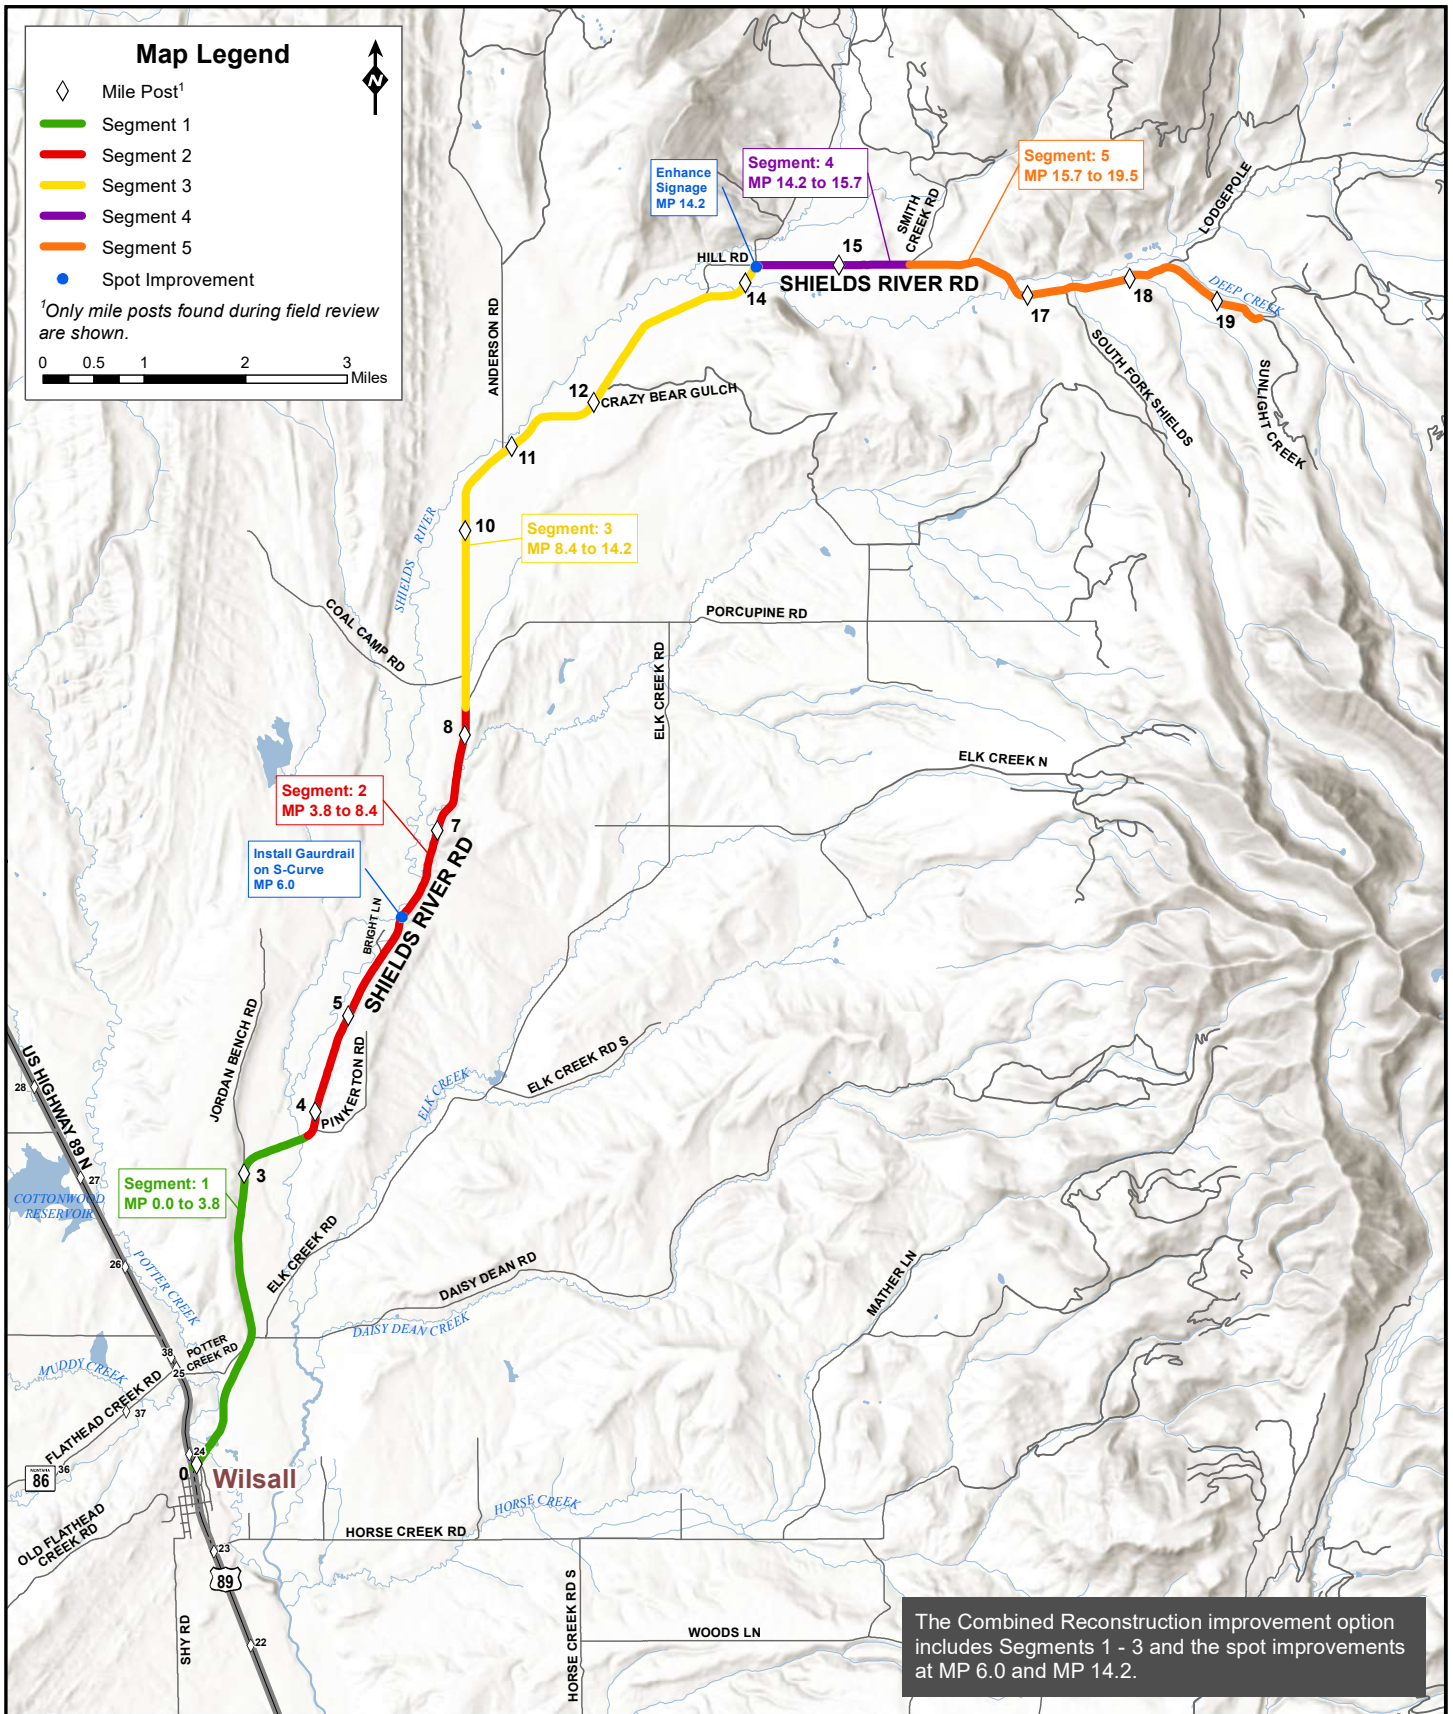 Map Legend
N
Mile Post1
Segment 1
Segment 2
Segment 3
Segment 4
Segment 5
Spot Improvement
1Only mile posts found during field review
are shown.
0 0.5 1 2 3
Miles
Enhance
Signage
MP 14.2
Segment: 4
MP 14.2 to 15.7
Segment: 5
MP 15.7 to 19.5
SMITH
CREEK RD
LODGEPOLE
HILL RD
15
SHIELDS RIVER RD
14
17
18
19
DEEP CREEK
ANDERSON RD
SOUTH FORK SHIELDS
SUNLIGHT CREEK
12
CRAZY BEAR GULCH
11
10
SHIELDS RIVER
Segment: 3
MP 8.4 to 14.2
COAL CAMP RD
PORCUPINE RD
ELK CREEK RD
8
ELK CREEK N
Segment: 2
MP 3.8 to 8.4
7
Install Gaurdrail
on S-Curve
MP 6.0
BRIGHT LN
SHIELDS RIVER RD
5
JORDAN BENCH RD
PINKERTON RD
ELK CREEK RD S
ELK CREEK
4
US HIGHWAY 89 N
28
27
3
Segment: 1
MP 0.0 to 3.8
COTTONWOOD
RESERVOIR
ELK CREEK RD
26
POTTER CREEK
DAISY DEAN RD
MATHER LN
DAISY DEAN CREEK
38
POTTER
CREEK RD
25
MUDDY CREEK
FLATHEAD CREEK RD
37
24
0
Wilsall
MONTANA
86
36
OLD FLATHEAD
CREEK RD
HORSE CREEK
HORSE CREEK RD
23
89
SHY RD
22
HORSE CREEK RD S
WOODS LN
The Combined Reconstruction improvement option
includes Segments 1 - 3 and the spot improvements
at MP 6.0 and MP 14.2.